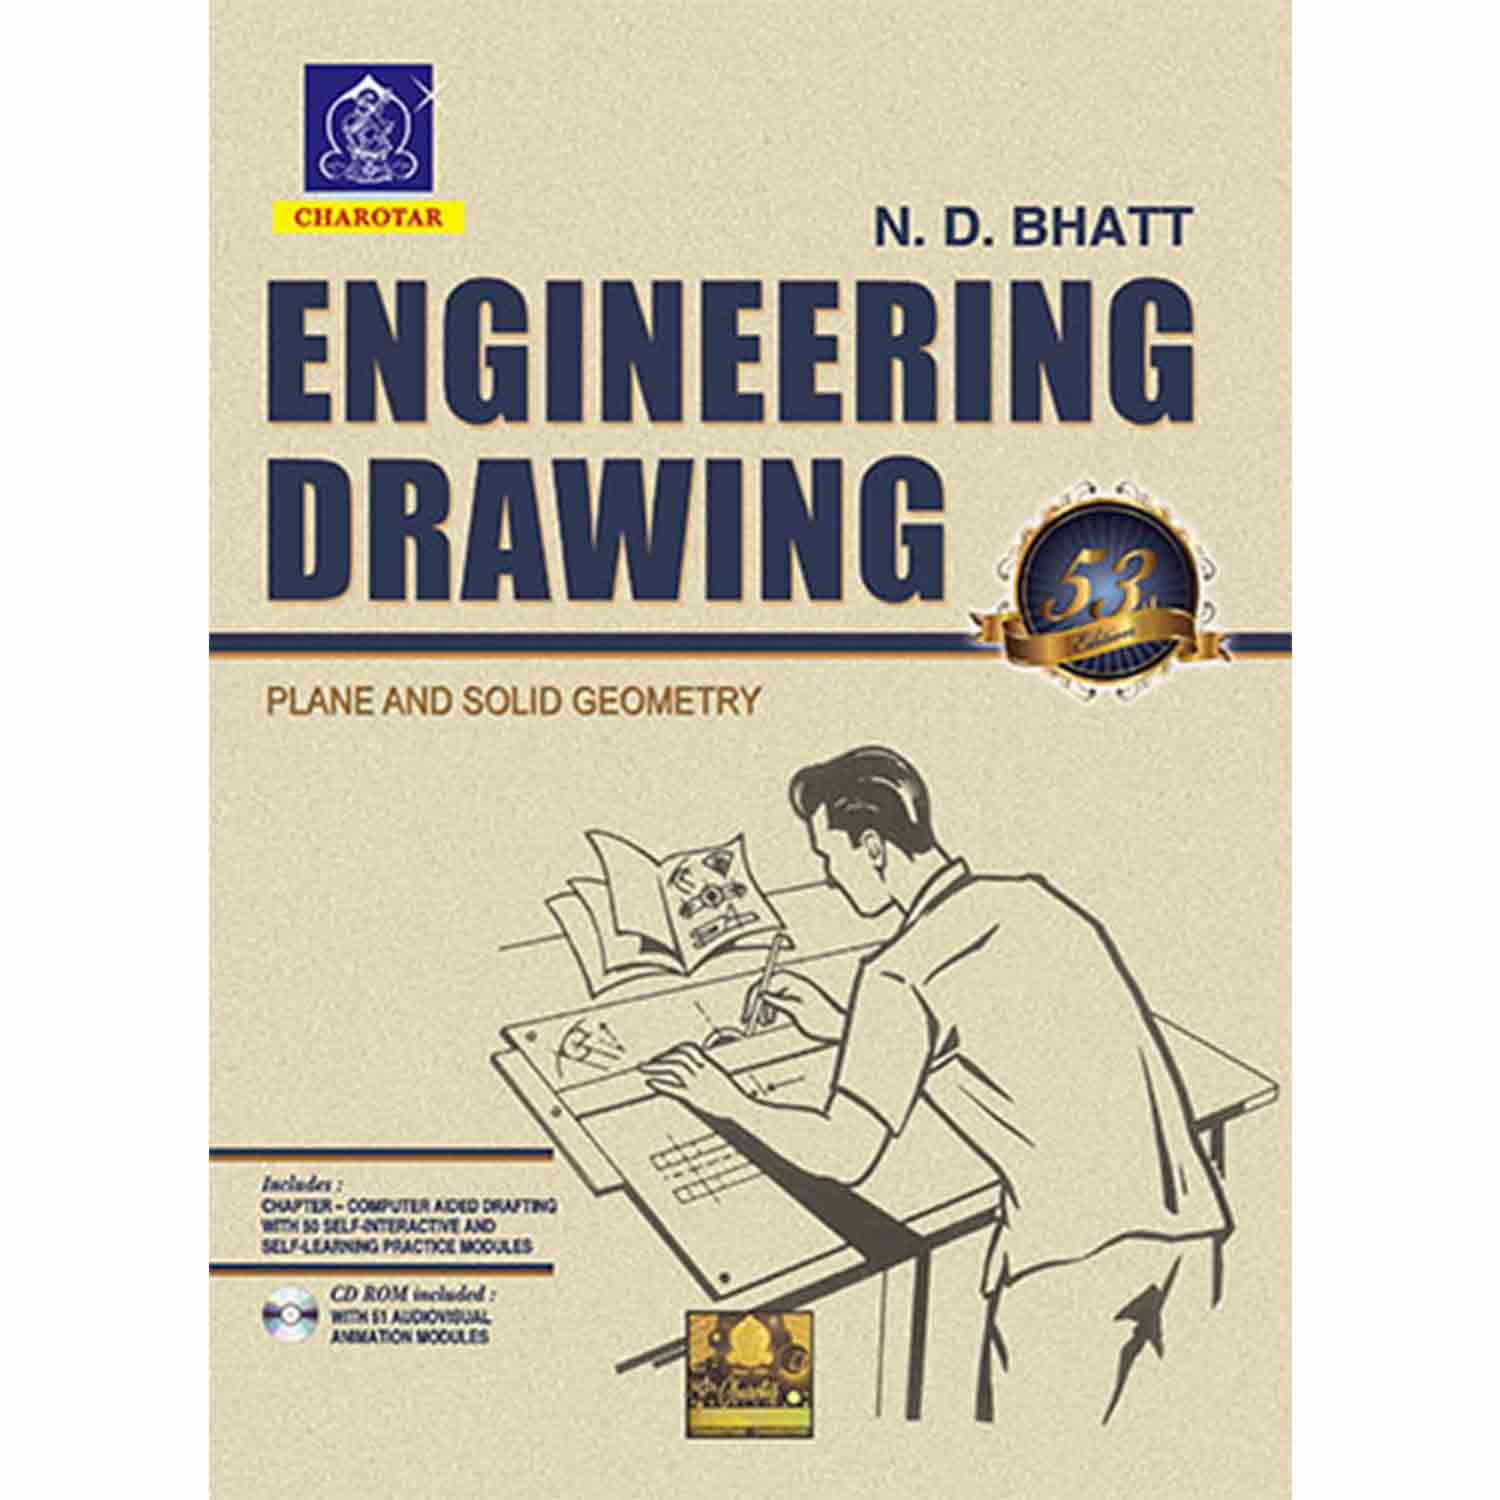 CHAROTAR
N. D. BHATT
ENGINEERING
DRAWING
53
Edition
PLANE AND SOLID GEOMETRY
Includes :
CHAPTER – COMPUTER AIDED DRAFTING
WITH 50 SELF-INTERACTIVE AND
SELF-LEARNING PRACTICE MODULES
CD ROM included :
WITH 51 AUDIOVISUAL
ANIMATION MODULES